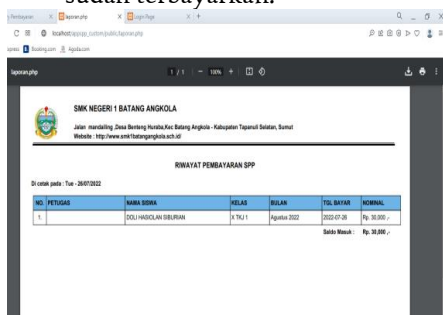 sudah terbayarkan.
Pembayaran
laporan.php
Login Page
localhost/appspp_custom/public/laporan.php
Booking.com
Agoda.com
laporan.php
1 / 1
100%
SMK NEGERI 1 BATANG ANGKOLA
Jalan mandailing ,Desa Benteng Huraba,Kec Batang Angkola - Kabupaten Tapanuli Selatan, Sumut
Website : http://www.smk1batangangkola.sch.id/
RIWAYAT PEMBAYARAN SPP
Di cetak pada : Tue - 26/07/2022
NO. PETUGAS NAMA SISWA KELAS BULAN TGL BAYAR NOMINAL
1. DOLI HASIOLAN SIBURIAN X TKJ 1 Agustus 2022 2022-07-26 Rp. 30,000 ,-
Saldo Masuk : Rp. 30,000 ,-